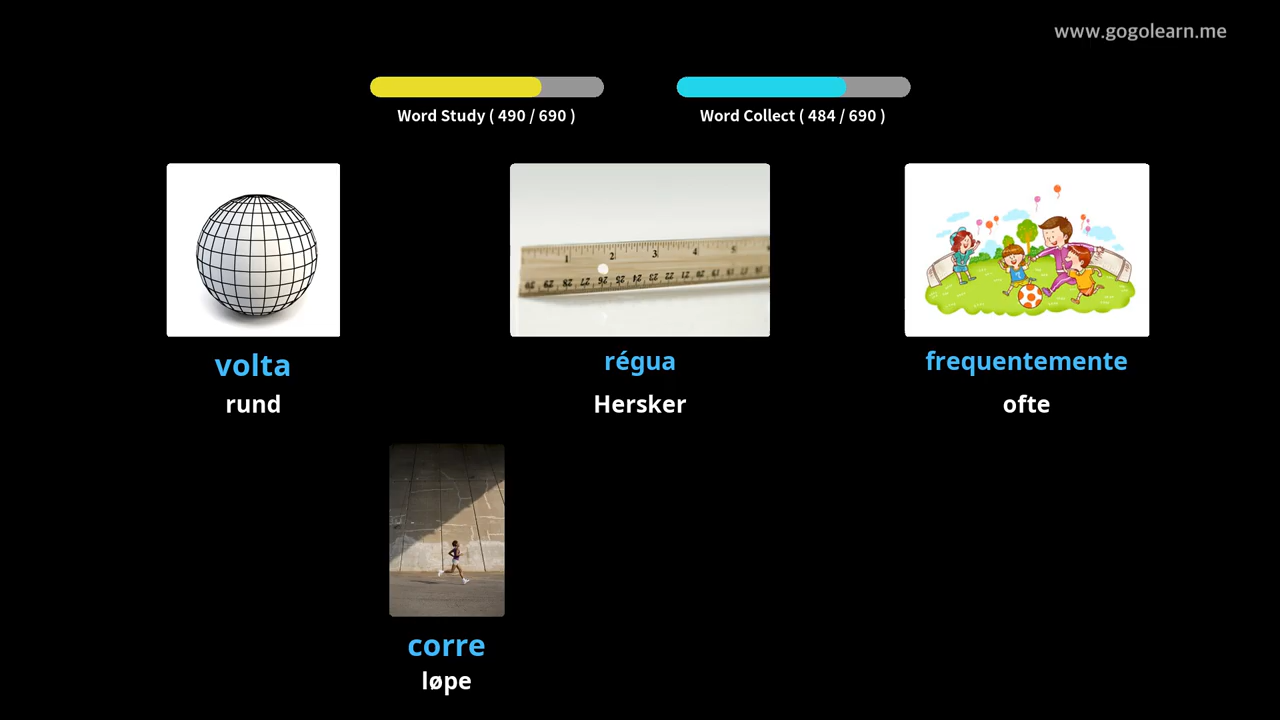 www.gogolearn.me
Word Study ( 490 / 690 )
Word Collect ( 484 / 690 )
volta
rund
régua
Hersker
frequentemente
ofte
corre
løpe